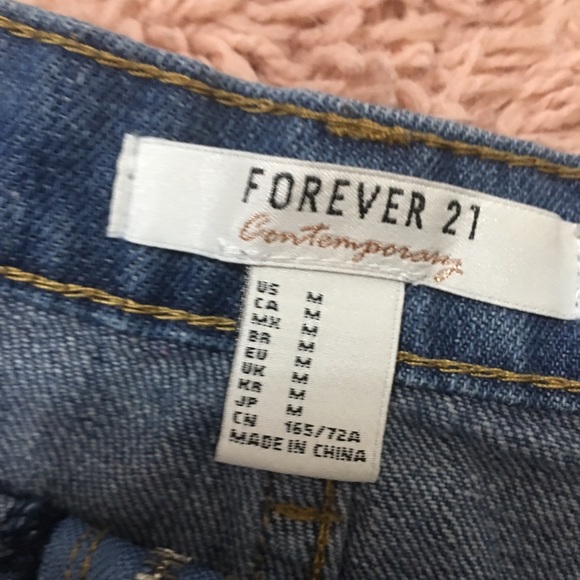 FOREVER 21
Contemporary
US M
CA M
MX M
BR M
EU M
UK M
KR M
JP M
CN 165/72A
MADE IN CHINA